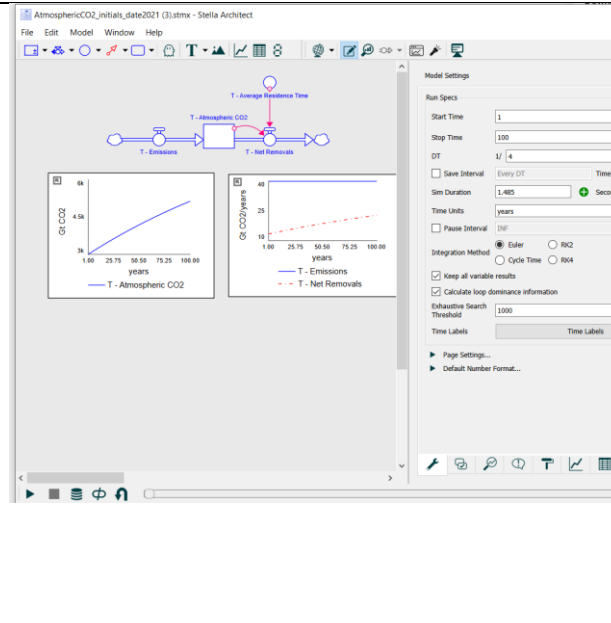 AtmosphericCO2_initials_date2021 (3).stmx - Stella Architect
File Edit Model Window Help
T - Average Residence Time
T - Atmospheric CO2
T - Emissions
T - Net Removals
Gt CO2
6k
4.5k
3k
1.00 25.75 50.50 75.25 100.00
years
T - Atmospheric CO2
Gt CO2/years
40
25
10
1.00 25.75 50.50 75.25 100.00
years
T - Emissions
T - Net Removals
Model Settings
Run Specs
Start Time 1
Stop Time 100
DT 1/ 4
Save Interval Every DT Time
Sim Duration 1.485 Secon
Time Units years
Pause Interval INF
Integration Method Euler RK2
Cycle Time RK4
Keep all variable results
Calculate loop dominance information
Exhaustive Search Threshold 1000
Time Labels Time Labels
Page Settings...
Default Number Format...